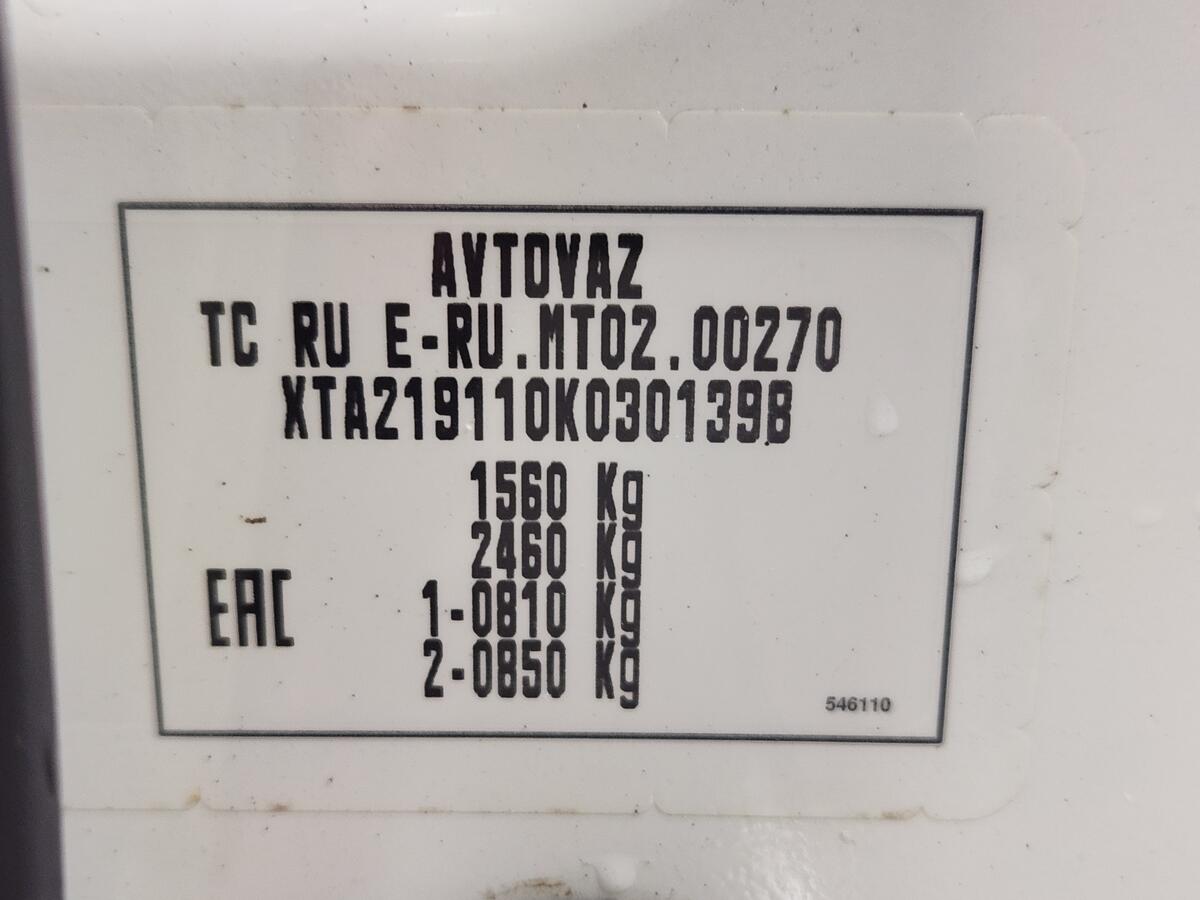 AVTOVAZ
TC RU E-RU.MT02.00270
XTA219110K0301398
1560 Kg
2460 Kg
1-0810 Kg
2-0850 Kg
EAC
546110